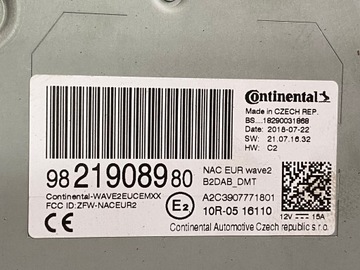 Continental
Made in CZECH REP.
BS....18290031868
Date: 2018-07-22
SW: 21.07.16.32
HW: C2
98 219089 80
NAC EUR wave2
B2DAB_DMT
Continental-WAVE2EUCEMXX
FCC ID:ZFW-NACEUR2
E2
A2C3907771801
10R-05 16110
12V 15A
Continental Automotive Czech republic s.r.o.